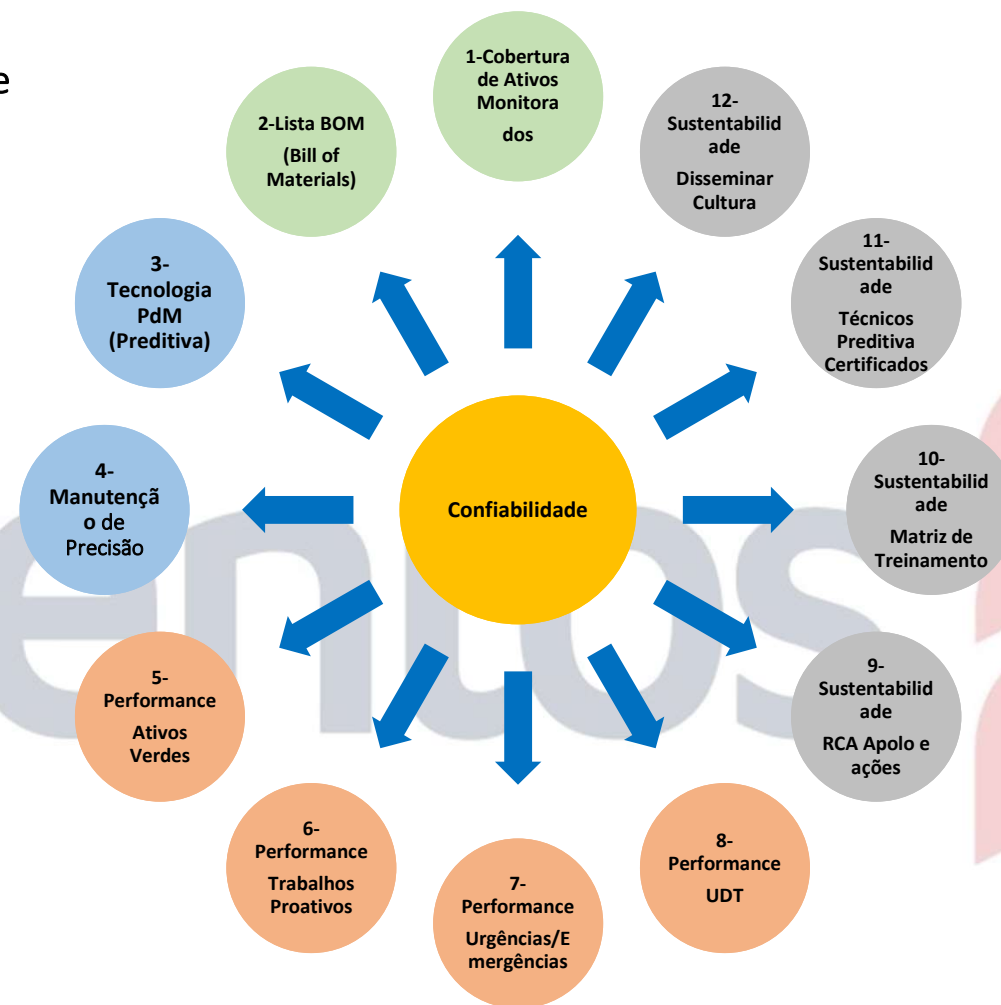 e
1-Cobertura
de Ativos
Monitora
dos
2-Lista BOM
(Bill of
Materials)
3-
Tecnologia
PdM
(Preditiva)
4-
Manutençã
o de
Precisão
5-
Performance
Ativos
Verdes
6-
Performance
Trabalhos
Proativos
7-
Performance
Urgências/E
mergências
8-
Performance
UDT
9-
Sustentabilid
ade
RCA Apolo e
ações
10-
Sustentabilid
ade
Matriz de
Treinamento
11-
Sustentabilid
ade
Técnicos
Preditiva
Certificados
12-
Sustentabilid
ade
Disseminar
Cultura
Confiabilidade
entos